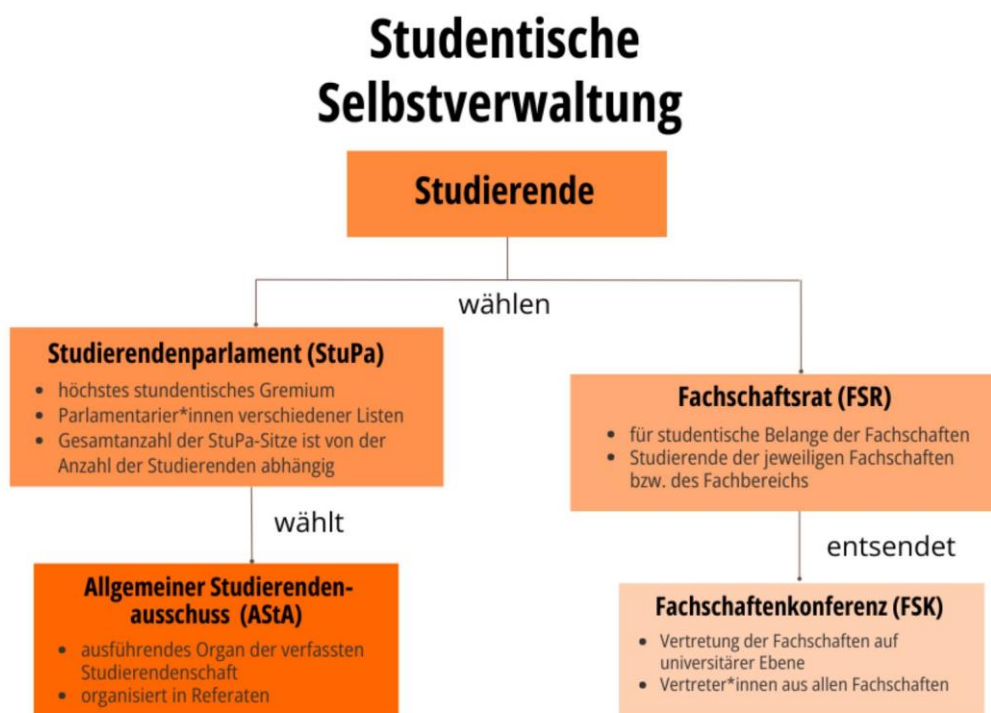 Studentische
Selbstverwaltung
Studierende
wählen
Studierendenparlament (StuPa)
• höchstes stundentisches Gremium
• Parlamentarier*innen verschiedener Listen
• Gesamtanzahl der StuPa-Sitze ist von der
Anzahl der Studierenden abhängig
wählt
Allgemeiner Studierenden-
ausschuss (AStA)
• ausführendes Organ der verfassten
Studierendenschaft
• organisiert in Referaten
Fachschaftsrat (FSR)
• für studentische Belange der Fachschaften
• Studierende der jeweiligen Fachschaften
bzw. des Fachbereichs
entsendet
Fachschaftenkonferenz (FSK)
• Vertretung der Fachschaften auf
universitärer Ebene
• Vertreter*innen aus allen Fachschaften